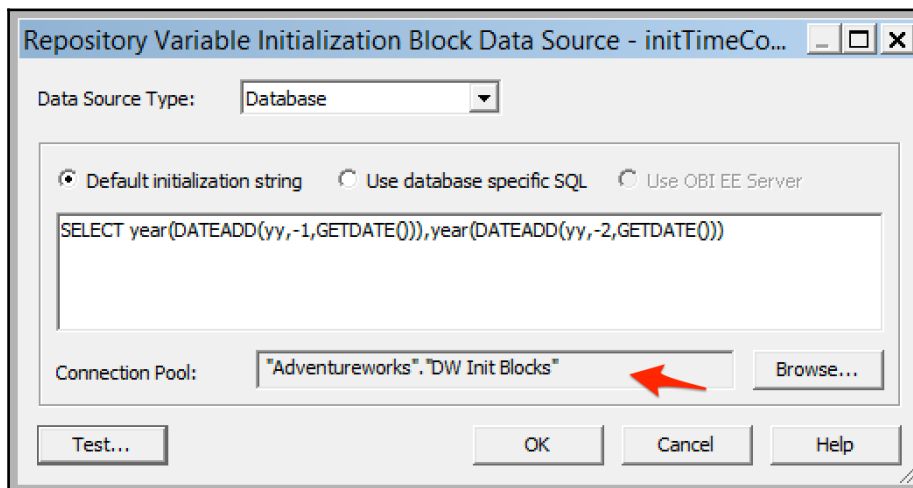 Repository Variable Initialization Block Data Source - initTimeCo...
Data Source Type: Database
Default initialization string Use database specific SQL Use OBI EE Server
SELECT year(DATEADD(yy,-1,GETDATE())),year(DATEADD(yy,-2,GETDATE()))
Connection Pool: "Adventureworks"."DW Init Blocks" Browse...
Test... OK Cancel Help